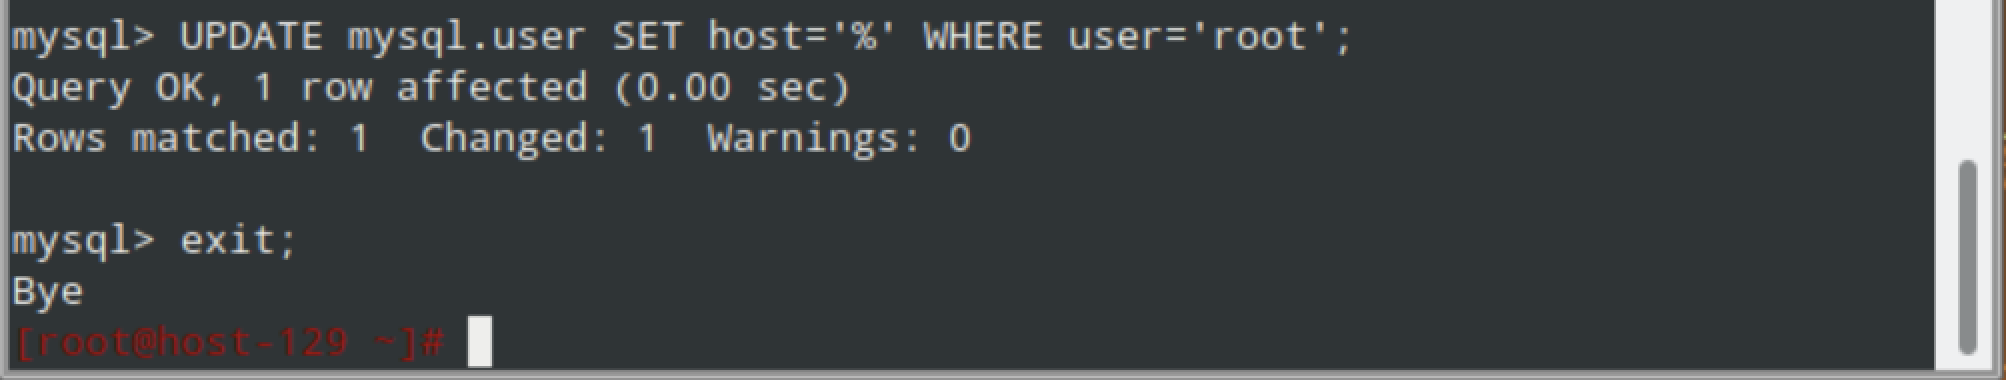 mysql> UPDATE mysql.user SET host='%' WHERE user='root';
Query OK, 1 row affected (0.00 sec)
Rows matched: 1  Changed: 1  Warnings: 0
mysql> exit;
Bye
[root@host-129 ~]#